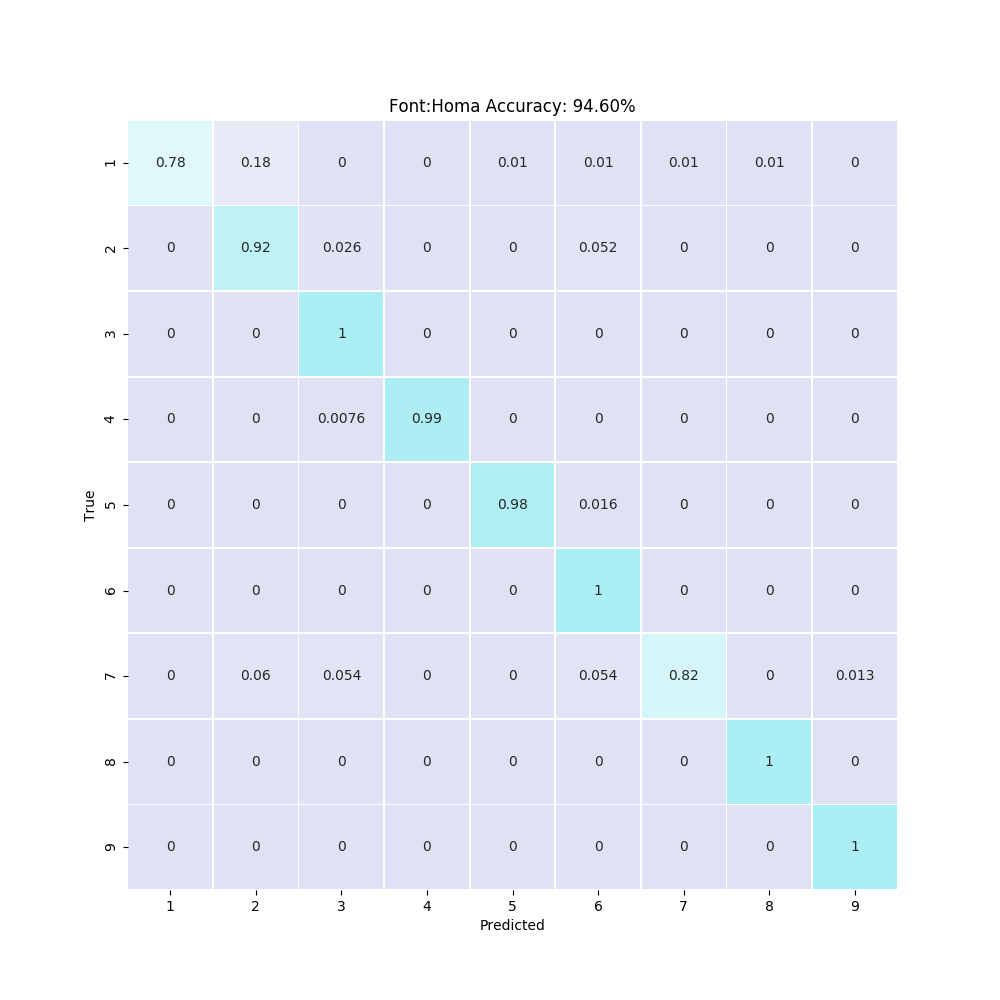 Font:Homa Accuracy: 94.60%
1 0.78 0.18 0 0 0.01 0.01 0.01 0.01 0
2 0 0.92 0.026 0 0 0.052 0 0 0
3 0 0 1 0 0 0 0 0 0
4 0 0 0.0076 0.99 0 0 0 0 0
True
5 0 0 0 0 0.98 0.016 0 0 0
6 0 0 0 0 0 1 0 0 0
7 0 0.06 0.054 0 0 0.054 0.82 0 0.013
8 0 0 0 0 0 0 0 1 0
9 0 0 0 0 0 0 0 0 1
1 2 3 4 5 6 7 8 9
Predicted